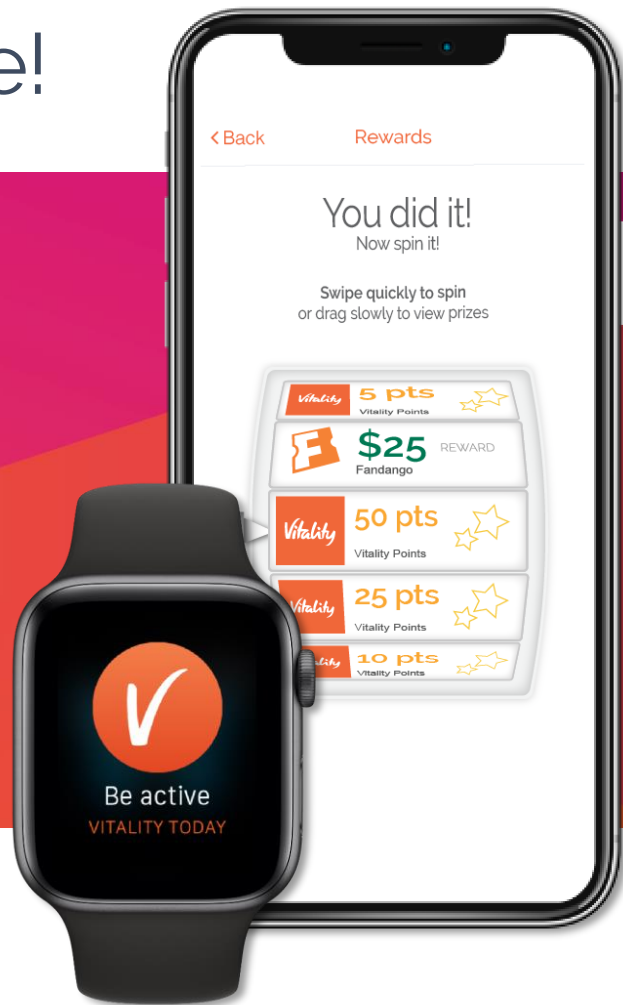 e!
Back
Rewards
You did it!
Now spin it!
Swipe quickly to spin
or drag slowly to view prizes
Vitality
5 pts
Vitality Points
$25 REWARD
Fandango
Vitality
50 pts
Vitality Points
Vitality
25 pts
Vitality Points
10 pts
Vitality Points
Be active
VITALITY TODAY